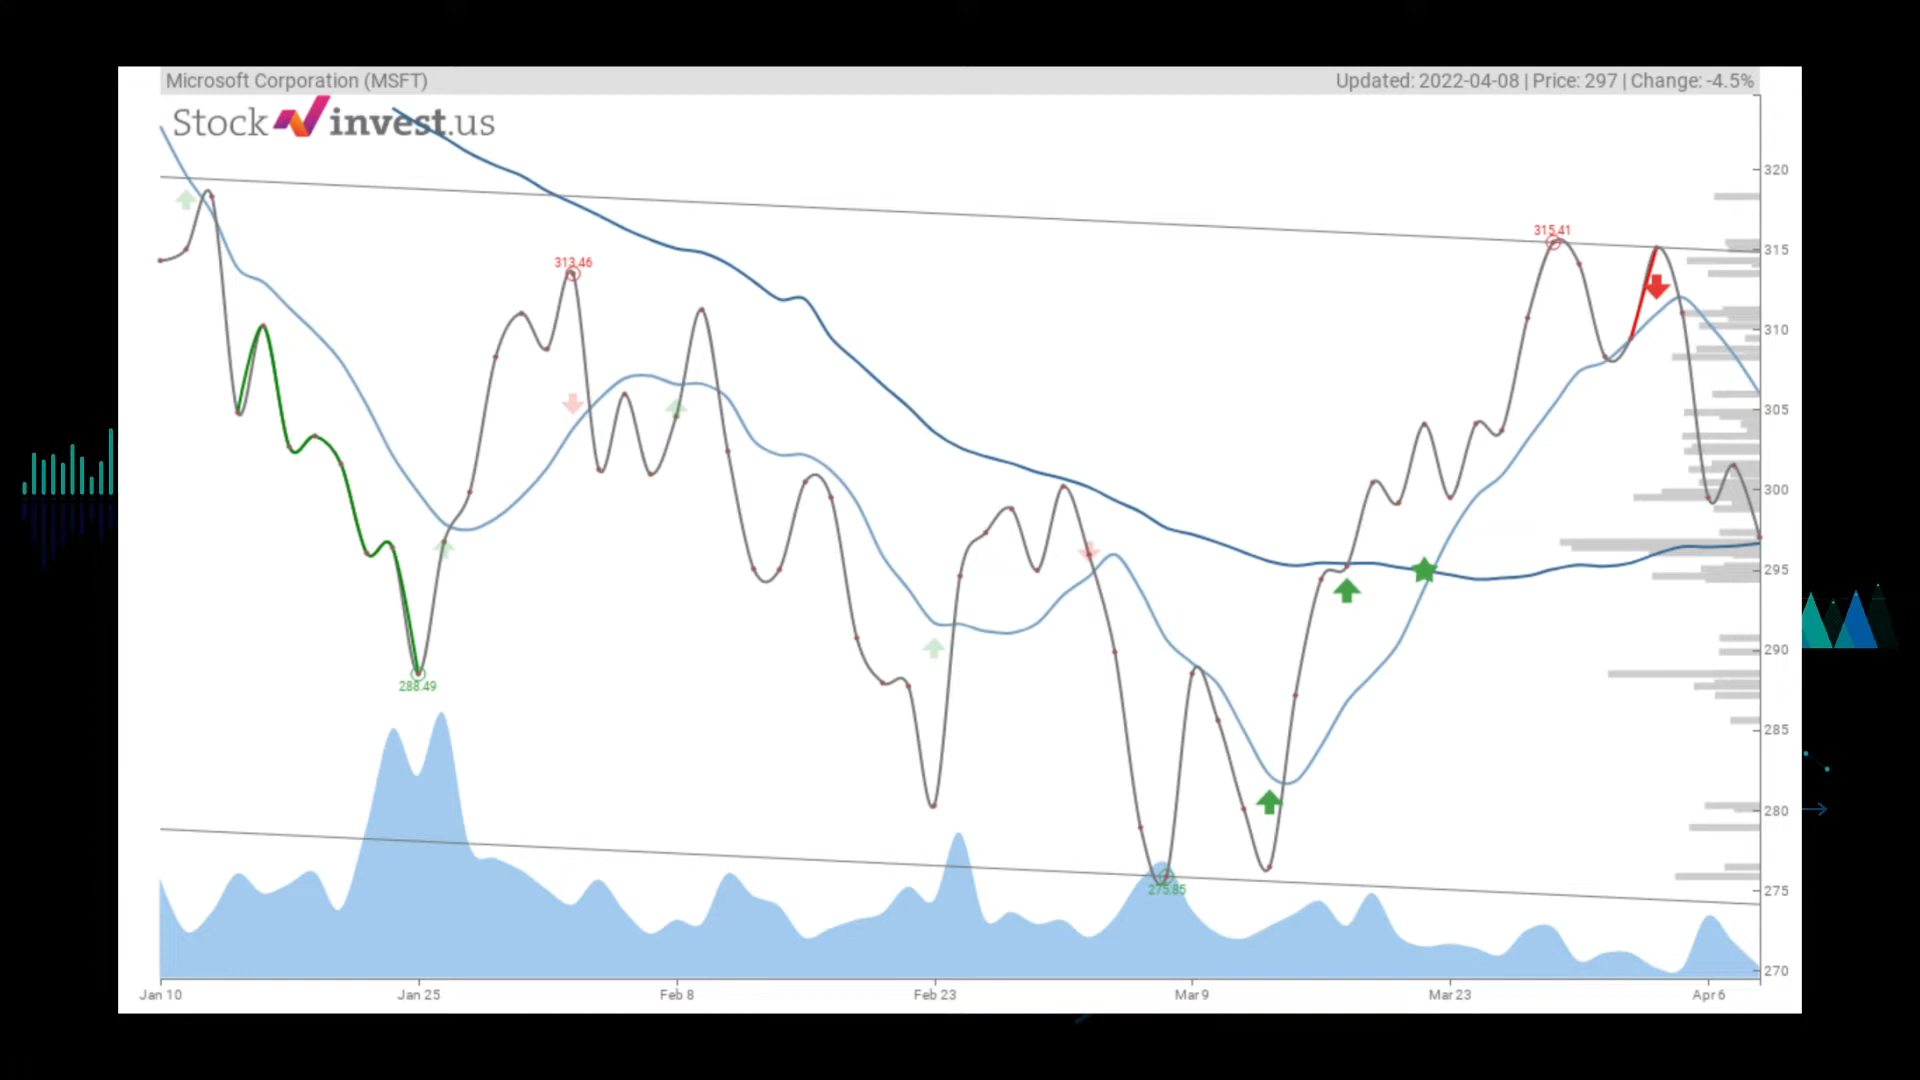 Microsoft Corporation (MSFT)
Updated: 2022-04-08 | Price: 297 | Change: -4.5%
Stock invest.us
320
315.41
315
313.46
310
305
300
295
290
288.49
285
280
275.85
275
270
Jan 10
Jan 25
Feb 8
Feb 23
Mar 9
Mar 23
Apr 6